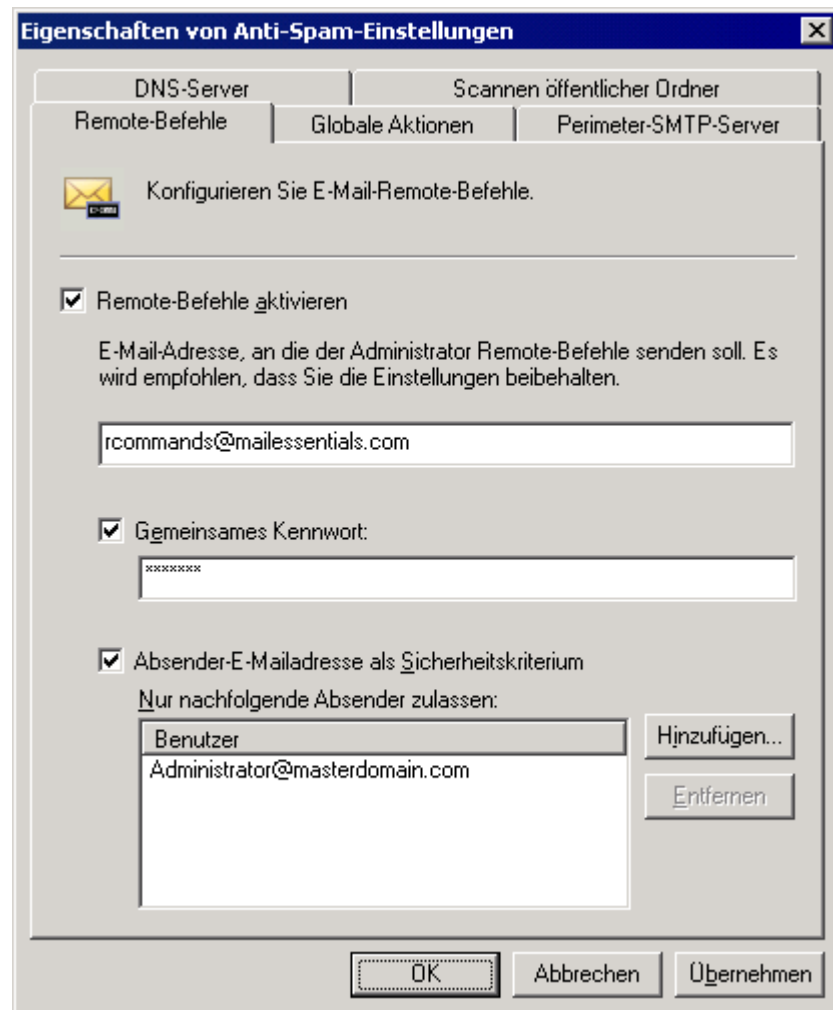 Eigenschaften von Anti-Spam-Einstellungen
DNS-Server
Scannen öffentlicher Ordner
Remote-Befehle
Globale Aktionen
Perimeter-SMTP-Server
Konfigurieren Sie E-Mail-Remote-Befehle.
Remote-Befehle aktivieren
E-Mail-Adresse, an die der Administrator Remote-Befehle senden soll. Es
wird empfohlen, dass Sie die Einstellungen beibehalten.
rcommands@mailessentials.com
Gemeinsames Kennwort:
*******
Absender-E-Mailadresse als Sicherheitskriterium
Nur nachfolgende Absender zulassen:
Benutzer
Administrator@masterdomain.com
Hinzufügen...
Entfernen
OK
Abbrechen
Übernehmen